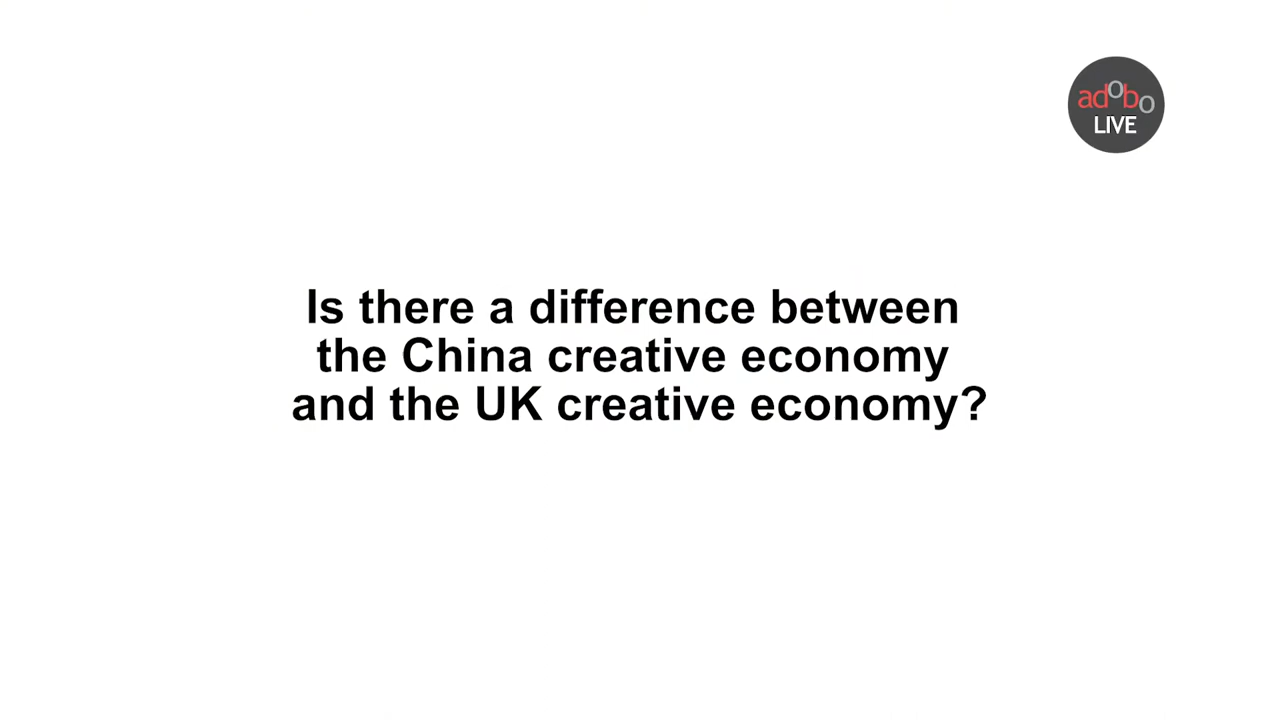 adobo
LIVE
Is there a difference between
the China creative economy
and the UK creative economy?